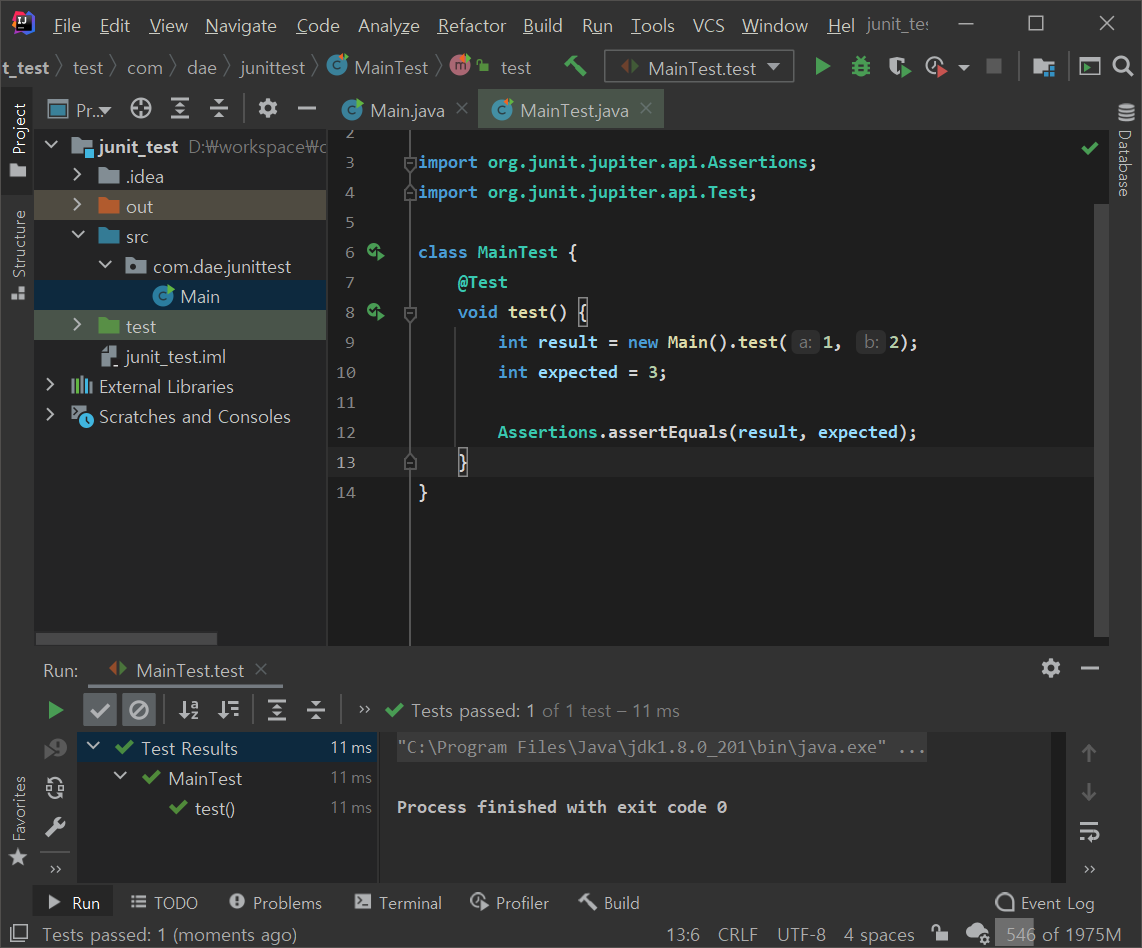 File Edit View Navigate Code Analyze Refactor Build Run Tools VCS Window Hel junit_tes
t_test test com dae junittest MainTest test MainTest.test
Project
Pr... Main.java MainTest.java
Database
Structure
junit_test D:₩workspace₩c
.idea
out
src
com.dae.junittest
Main
test
junit_test.iml
External Libraries
Scratches and Consoles
2
3 import org.junit.jupiter.api.Assertions;
4 import org.junit.jupiter.api.Test;
5
6 class MainTest {
7 @Test
8 void test() {
9 int result = new Main().test( a: 1, b: 2);
10 int expected = 3;
11
12 Assertions.assertEquals(result, expected);
13 }
14 }
Run: MainTest.test
Tests passed: 1 of 1 test – 11 ms
Test Results 11 ms
MainTest 11 ms
test() 11 ms
"C:\Program Files\Java\jdk1.8.0_201\bin\java.exe" ...
Process finished with exit code 0
Favorites
Run TODO Problems Terminal Profiler Build Event Log
Tests passed: 1 (moments ago) 13:6 CRLF UTF-8 4 spaces 546 of 1975M